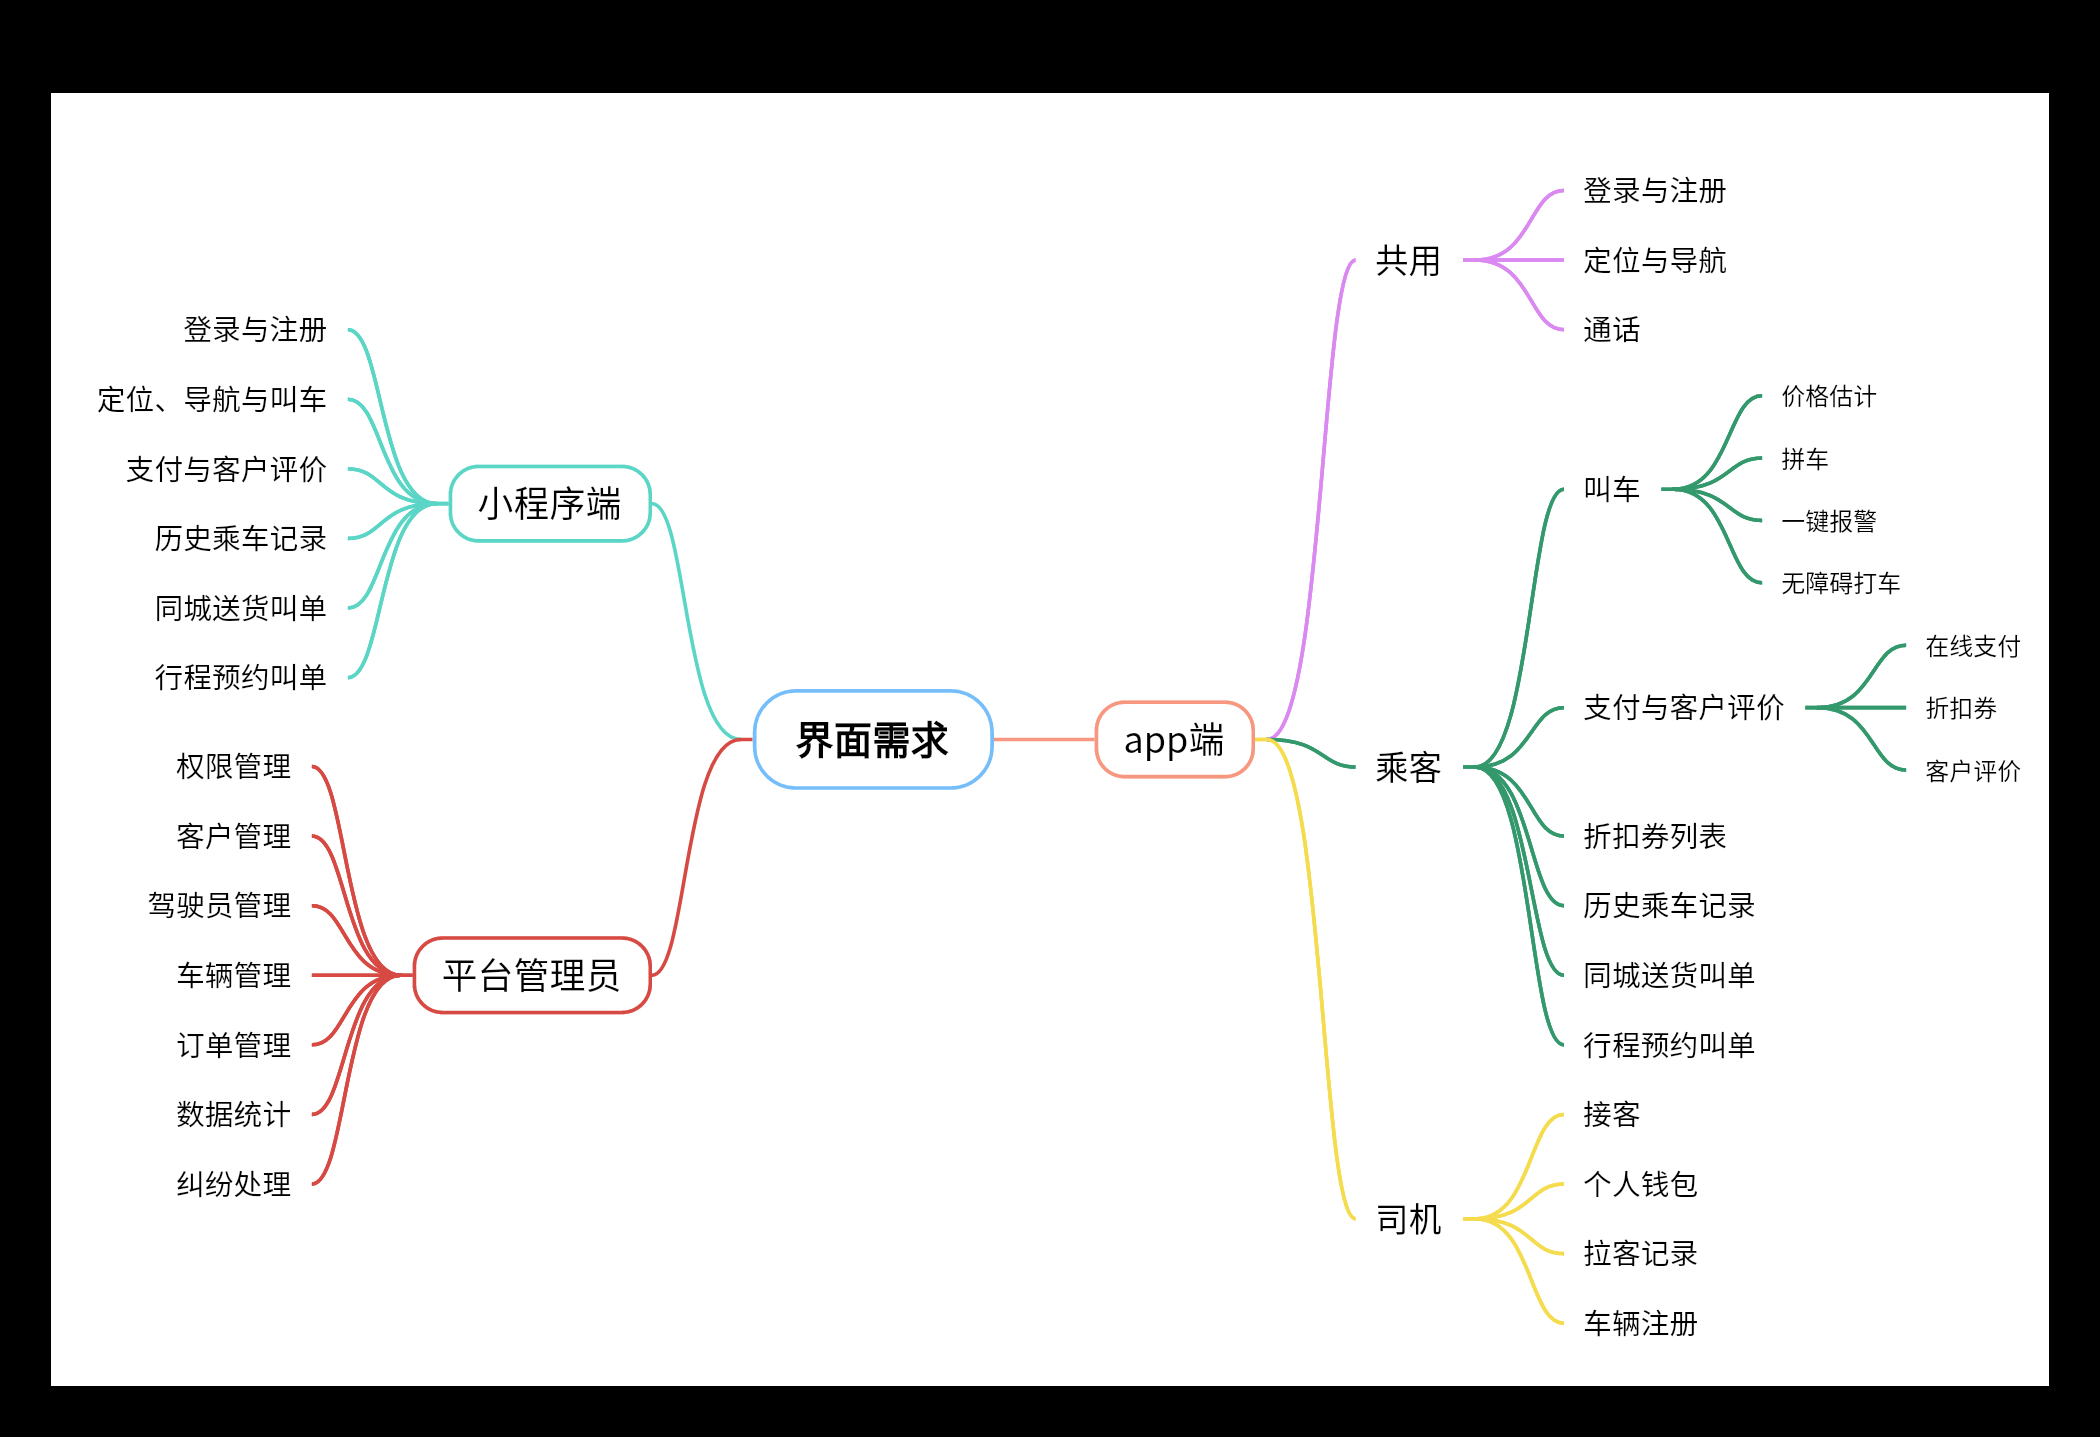 界面需求
小程序端
登录与注册
定位、导航与叫车
支付与客户评价
历史乘车记录
同城送货叫单
行程预约叫单
平台管理员
权限管理
客户管理
驾驶员管理
车辆管理
订单管理
数据统计
纠纷处理
app端
共用
登录与注册
定位与导航
通话
乘客
叫车
价格估计
拼车
一键报警
无障碍打车
支付与客户评价
在线支付
折扣券
客户评价
折扣券列表
历史乘车记录
同城送货叫单
行程预约叫单
司机
接客
个人钱包
拉客记录
车辆注册